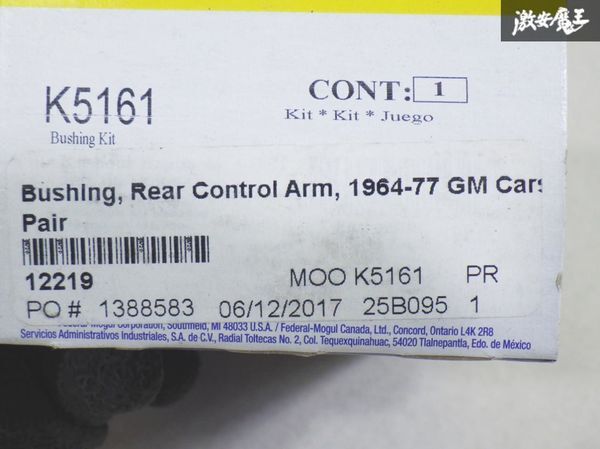 激安魔王
K5161
Bushing Kit
CONT: 1
Kit * Kit * Juego
Bushing, Rear Control Arm, 1964-77 GM Cars
Pair
12219 MOO K5161 PR
PO # 1388583 06/12/2017 25B095 1
Federal-Mogul Corporation, Southfield, MI 48033 U.S.A. / Federal-Mogul Canada, Ltd., Concord, Ontario L4K 2R8
Servicios Administrativos Industriales, S.A. de C.V., Radial Toltecas No. 2, Col. Tequexquinahuac, 54020 Tlalnepantla, Edo. de México